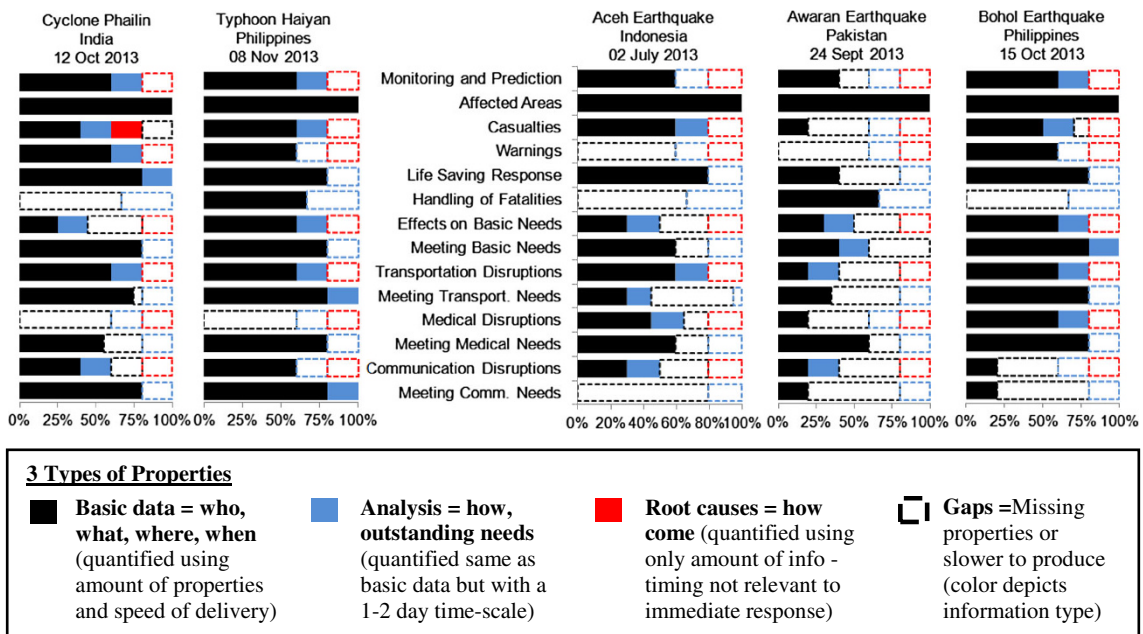 Cyclone Phailin
India
12 Oct 2013
Typhoon Haiyan
Philippines
08 Nov 2013
Aceh Earthquake
Indonesia
02 July 2013
Awaran Earthquake
Pakistan
24 Sept 2013
Bohol Earthquake
Philippines
15 Oct 2013
Monitoring and Prediction
Affected Areas
Casualties
Warnings
Life Saving Response
Handling of Fatalities
Effects on Basic Needs
Meeting Basic Needs
Transportation Disruptions
Meeting Transport. Needs
Medical Disruptions
Meeting Medical Needs
Communication Disruptions
Meeting Comm. Needs
0% 25% 50% 75% 100%
0% 25% 50% 75% 100%
0% 20% 40% 60% 80%100%
0% 50% 100%
0% 25% 50% 75% 100%
3 Types of Properties
Basic data = who,
what, where, when
(quantified using
amount of properties
and speed of delivery)
Analysis = how,
outstanding needs
(quantified same as
basic data but with a
1-2 day time-scale)
Root causes = how
come (quantified using
only amount of info -
timing not relevant to
immediate response)
Gaps =Missing
properties or
slower to produce
(color depicts
information type)